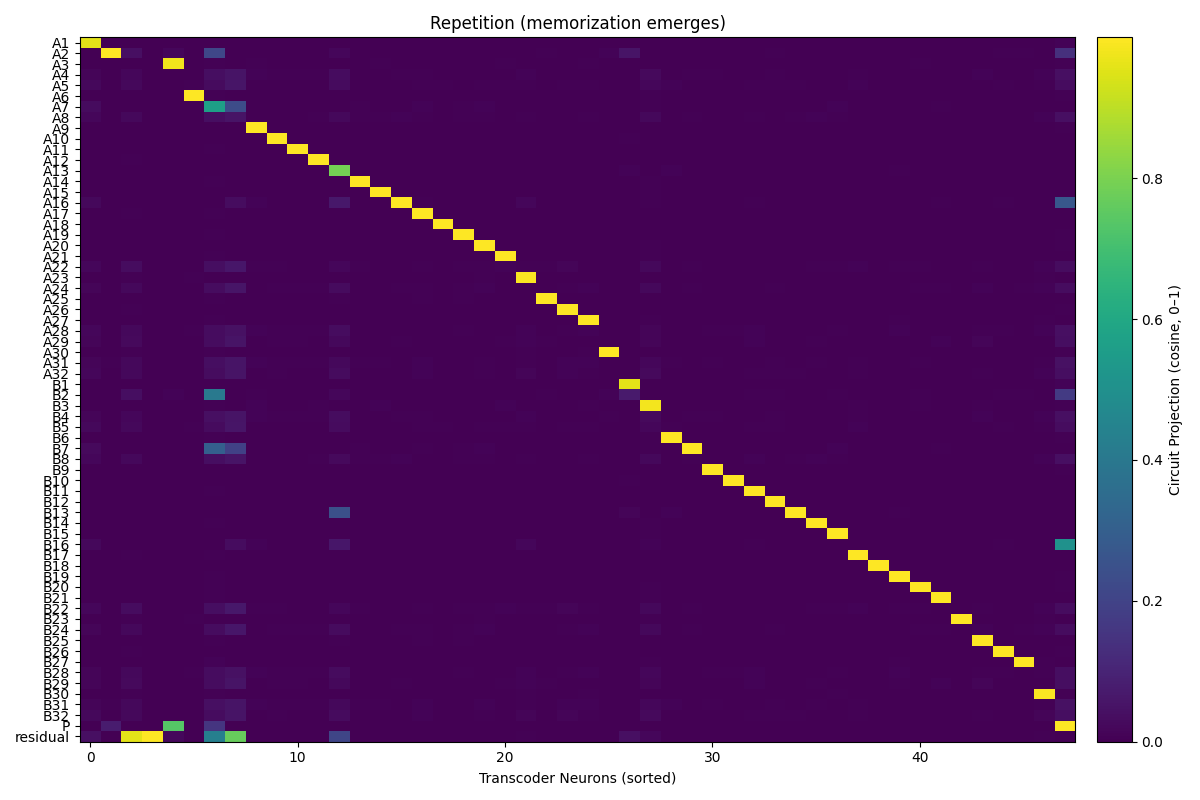 Repetition (memorization emerges)
A1
A2
A3
A4
A5
A6
A7
A8
A9
A10
A11
A12
A13
A14
A15
A16
A17
A18
A19
A20
A21
A22
A23
A24
A25
A26
A27
A28
A29
A30
A31
A32
B1
B2
B3
B4
B5
B6
B7
B8
B9
B10
B11
B12
B13
B14
B15
B16
B17
B18
B19
B20
B21
B22
B23
B24
B25
B26
B27
B28
B29
B30
B31
B32
P
residual
0 10 20 30 40
Transcoder Neurons (sorted)
0.8
0.6
0.4
0.2
0.0
Circuit Projection (cosine, 0–1)